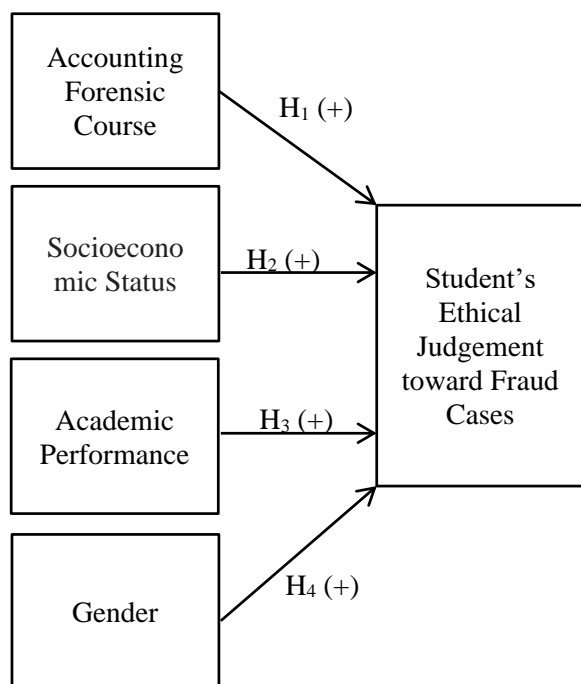 Accounting
Forensic
Course
H₁ (+)
Socioecono
mic Status
H₂ (+)
Student’s
Ethical
Judgement
toward Fraud
Cases
Academic
Performance
H₃ (+)
Gender
H₄ (+)